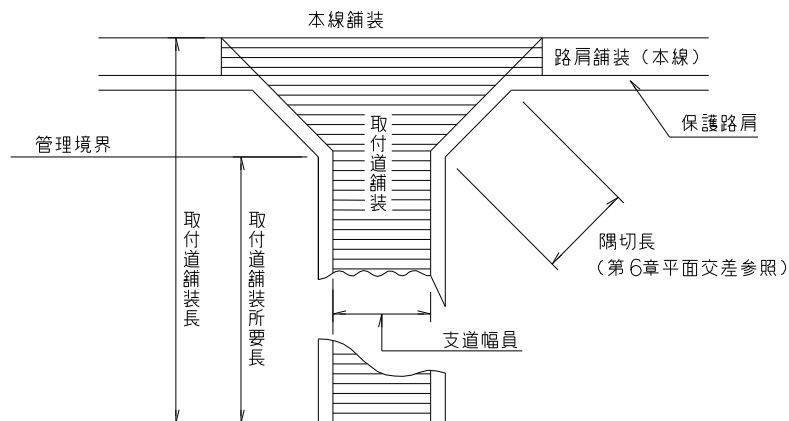 本線舗装
路肩舗装（本線）
保護路肩
管理境界
取付道舗装
取付道舗装長
取付道舗装所要長
隅切長
（第６章平面交差参照）
支道幅員